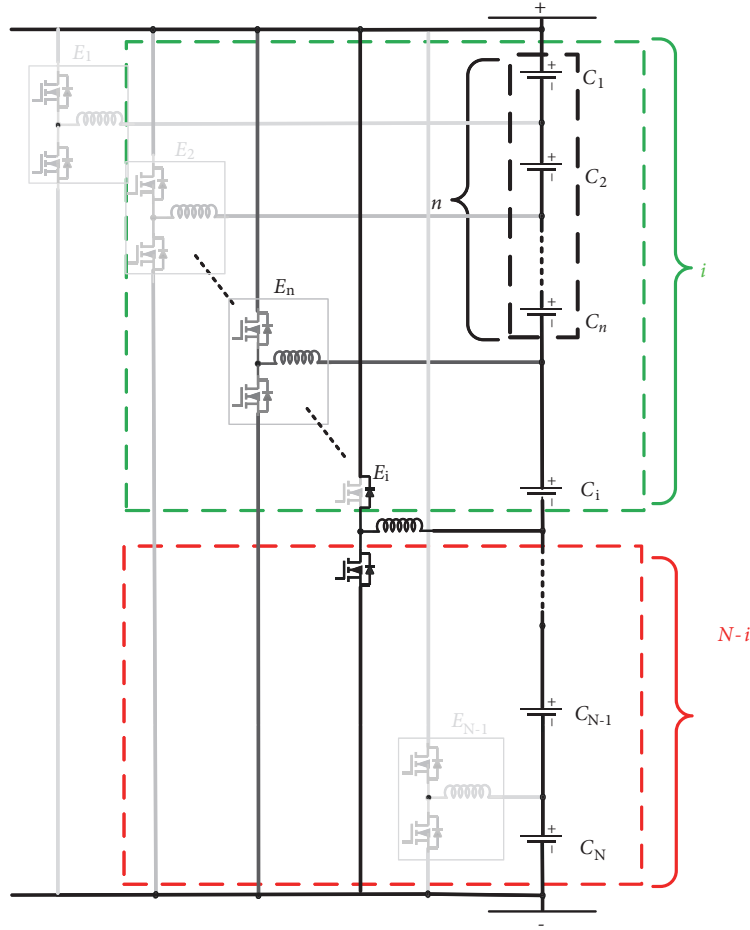 +
E1
+
-
C1
E2
+
-
C2
n
i
En
+
-
Cn
Ei
+
-
Ci
N-i
+
-
CN-1
EN-1
+
-
CN
-